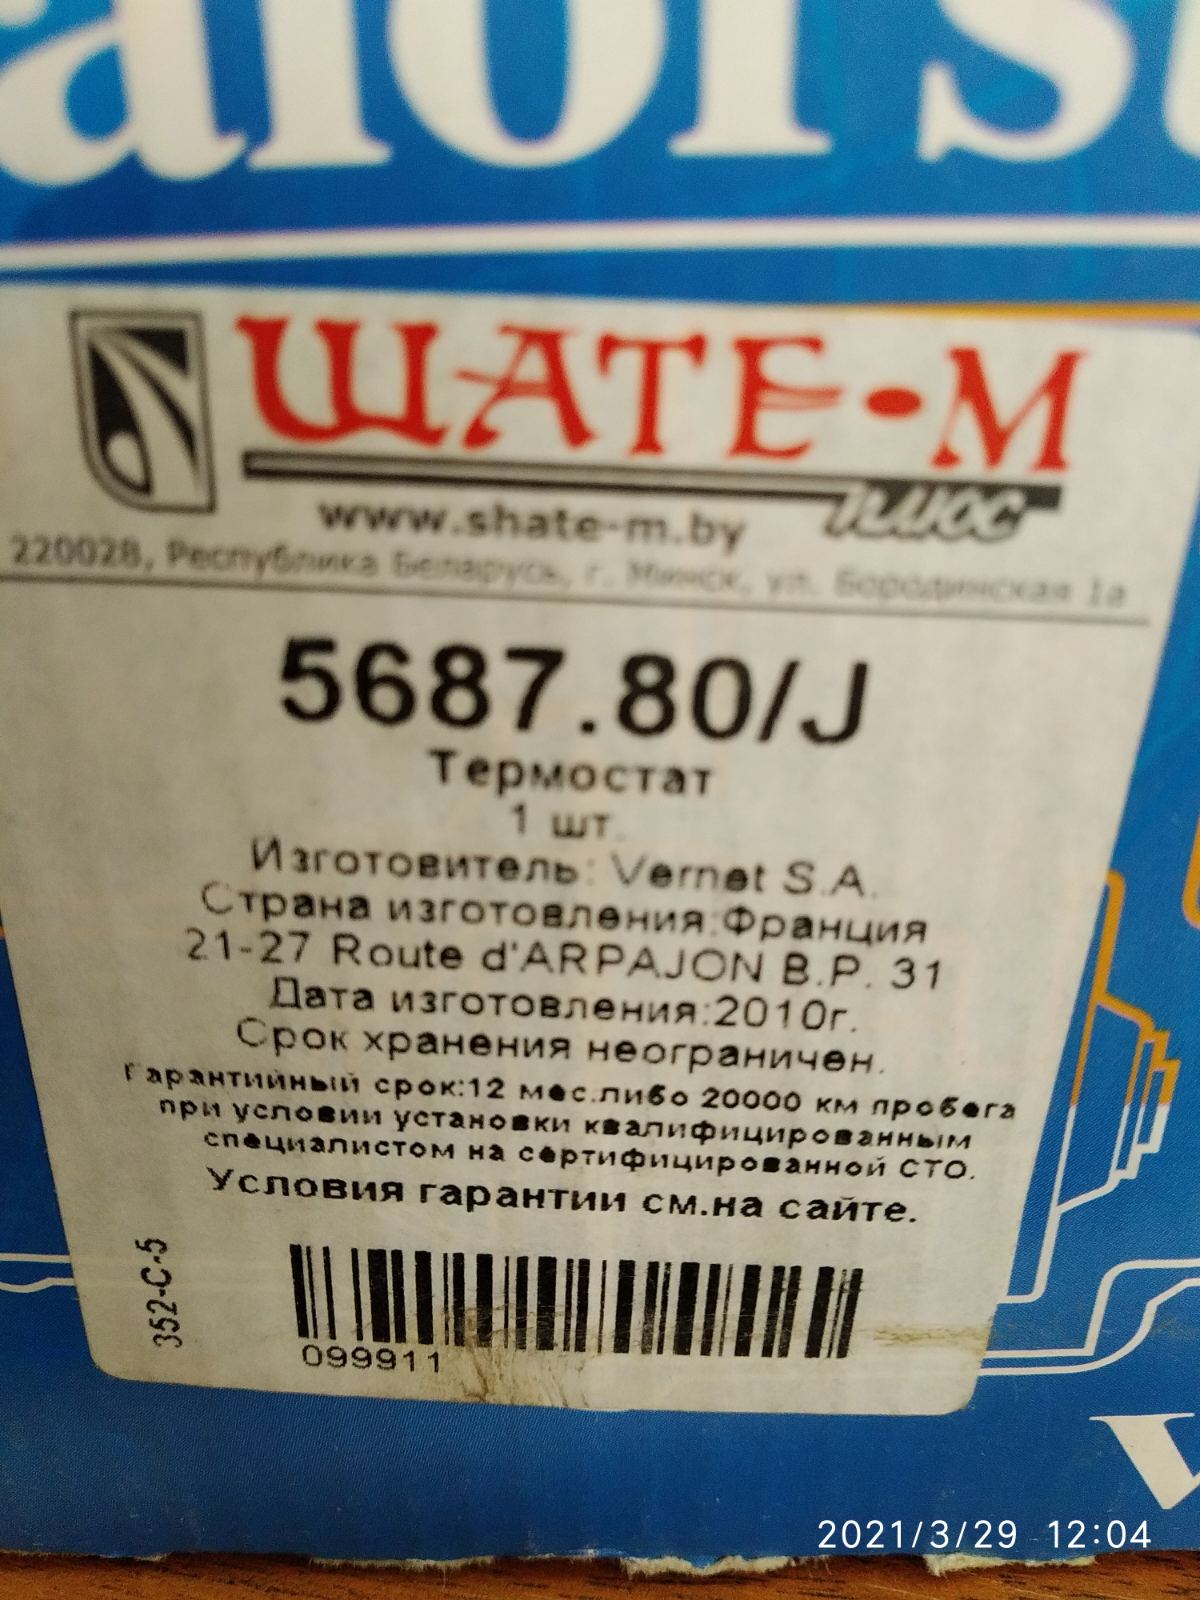 alorst
ШАТЕ-М
плюс
www.shate-m.by
220028, Республика Беларусь, г. Минск, ул. Бородинская 1а
5687.80/J
Термостат
1 шт.
Изготовитель: Vernet S.A.
Страна изготовления:Франция
21-27 Route d'ARPAJON B.P. 31
Дата изготовления:2010г.
Срок хранения неограничен.
Гарантийный срок:12 мес.либо 20000 км пробега
при условии установки квалифицированным
специалистом на сертифицированной СТО.
Условия гарантии см.на сайте.
352-C-5
099911
2021/3/29 12:04